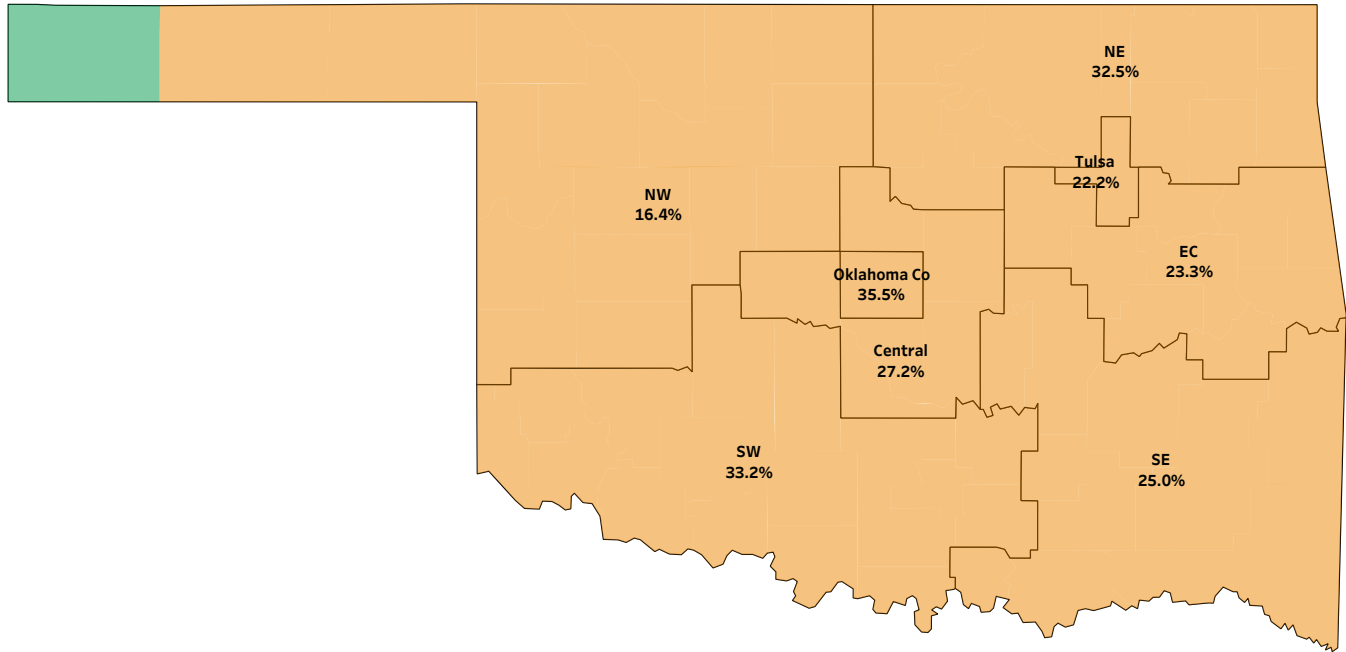 NE
32.5%
Tulsa
22.2%
NW
16.4%
EC
23.3%
Oklahoma Co
35.5%
Central
27.2%
SW
33.2%
SE
25.0%